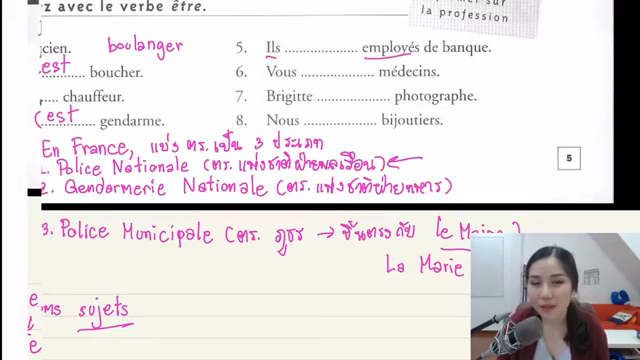 ez avec le verbe être.
la profession
cien. boulanger
est boucher.
chauffeur.
(est gendarme.
5. Ils .................... employés de banque.
6. Vous .................... médecins.
7. Brigitte .................... photographe.
8. Nous .................... bijoutiers.
En France, แบ่ง ตร. เป็น 3 ประเภท
1. Police Nationale (ตร. แห่งชาติฝ่ายพลเรือน) ←
2. Gendarmerie Nationale (ตร. แห่งชาติฝ่ายทหาร)
5
3. Police Municipale (ตร. ภูธร → ขึ้นตรงกับ le Maire)
La Marie
sujets